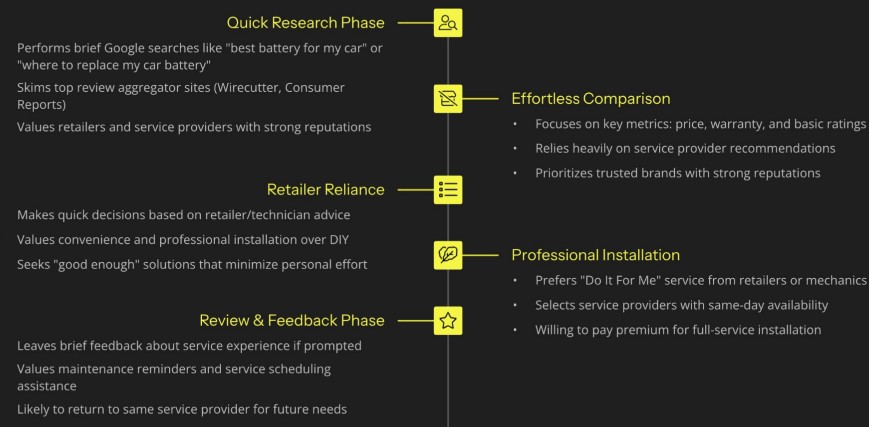 Quick Research Phase
Performs brief Google searches like "best battery for my car" or
"where to replace my car battery"
Skims top review aggregator sites (Wirecutter, Consumer
Reports)
Values retailers and service providers with strong reputations
Effortless Comparison
• Focuses on key metrics: price, warranty, and basic ratings
• Relies heavily on service provider recommendations
• Prioritizes trusted brands with strong reputations
Retailer Reliance
Makes quick decisions based on retailer/technician advice
Values convenience and professional installation over DIY
Seeks "good enough" solutions that minimize personal effort
Professional Installation
• Prefers "Do It For Me" service from retailers or mechanics
• Selects service providers with same-day availability
• Willing to pay premium for full-service installation
Review & Feedback Phase
Leaves brief feedback about service experience if prompted
Values maintenance reminders and service scheduling
assistance
Likely to return to same service provider for future needs